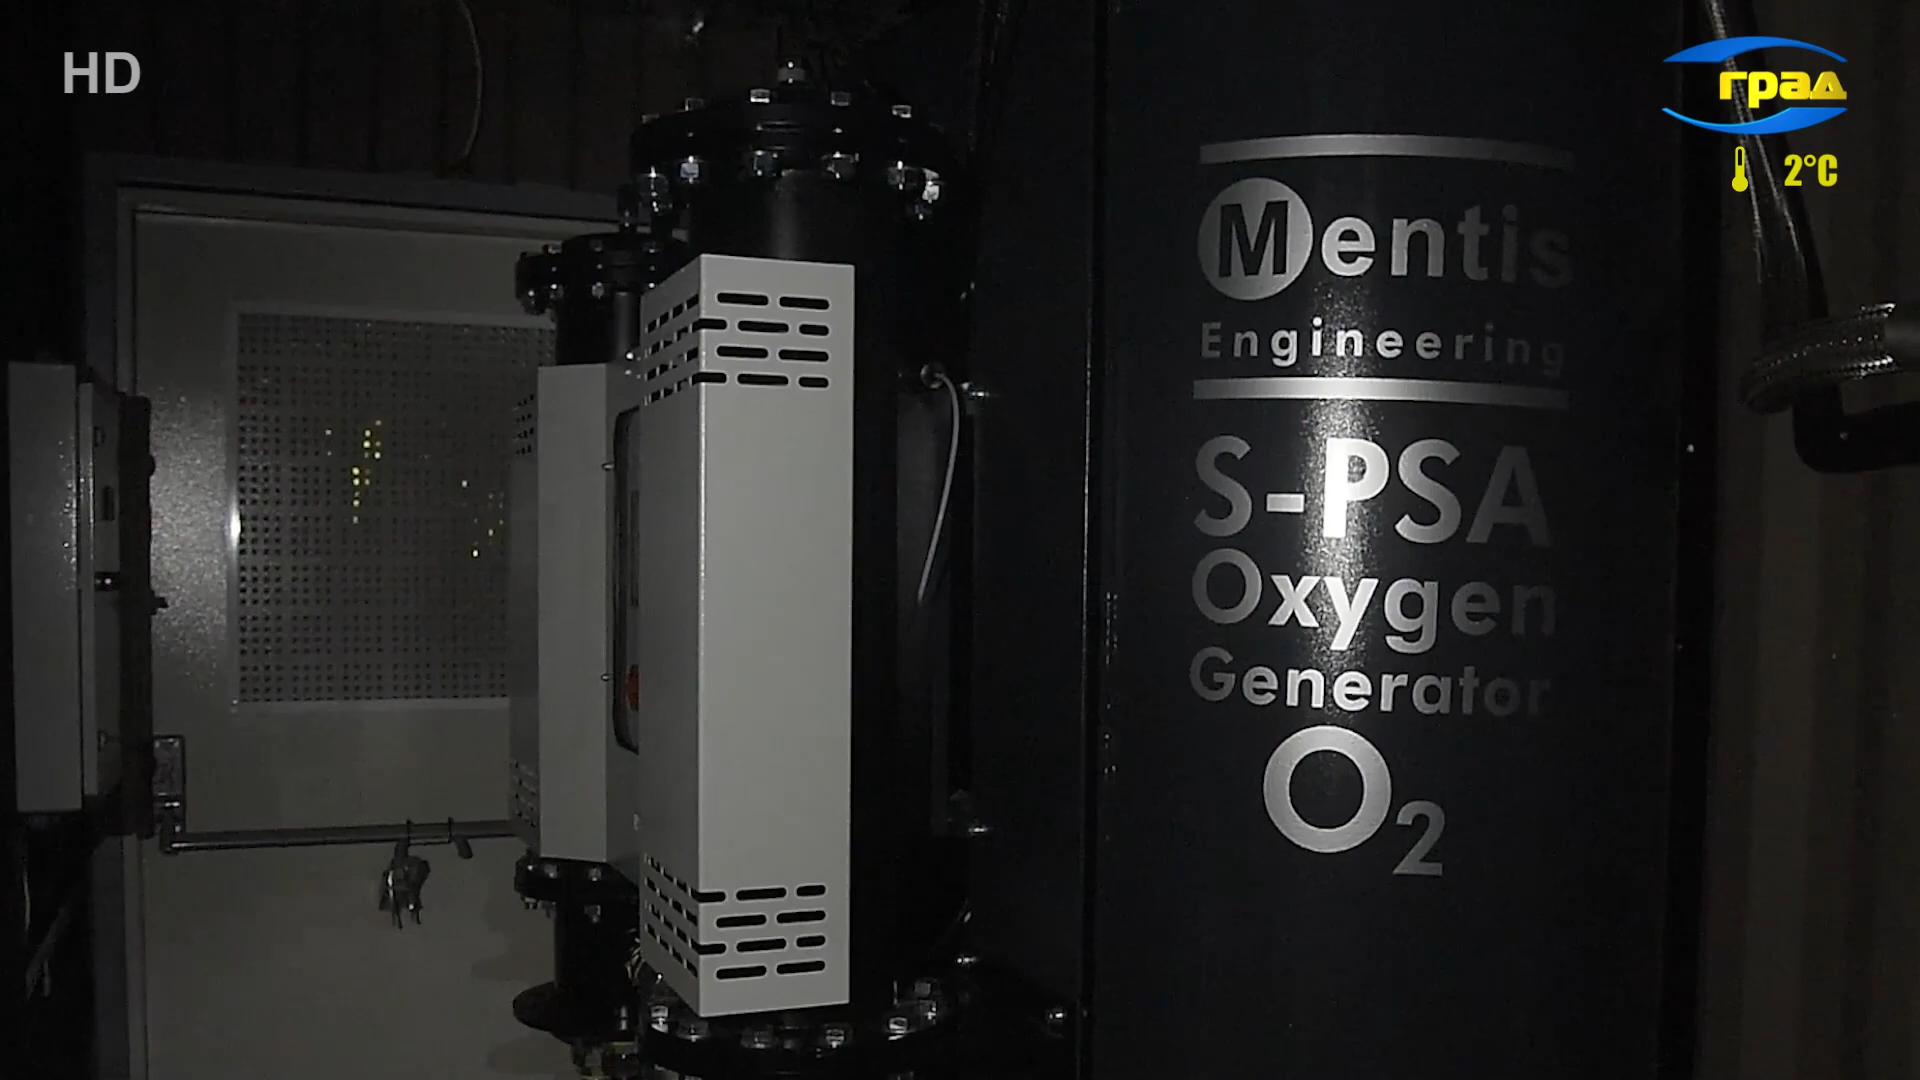 HD
град
2°C
Mentis
Engineering
S-PSA
Oxygen
Generator
O2